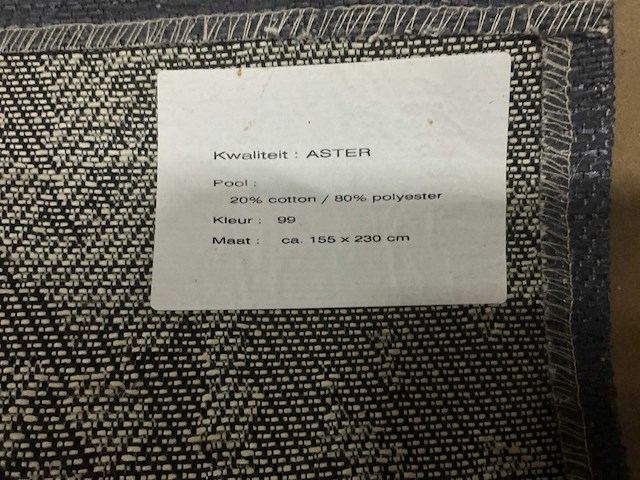 Kwaliteit : ASTER
Pool :
20% cotton / 80% polyester
Kleur : 99
Maat : ca. 155 x 230 cm